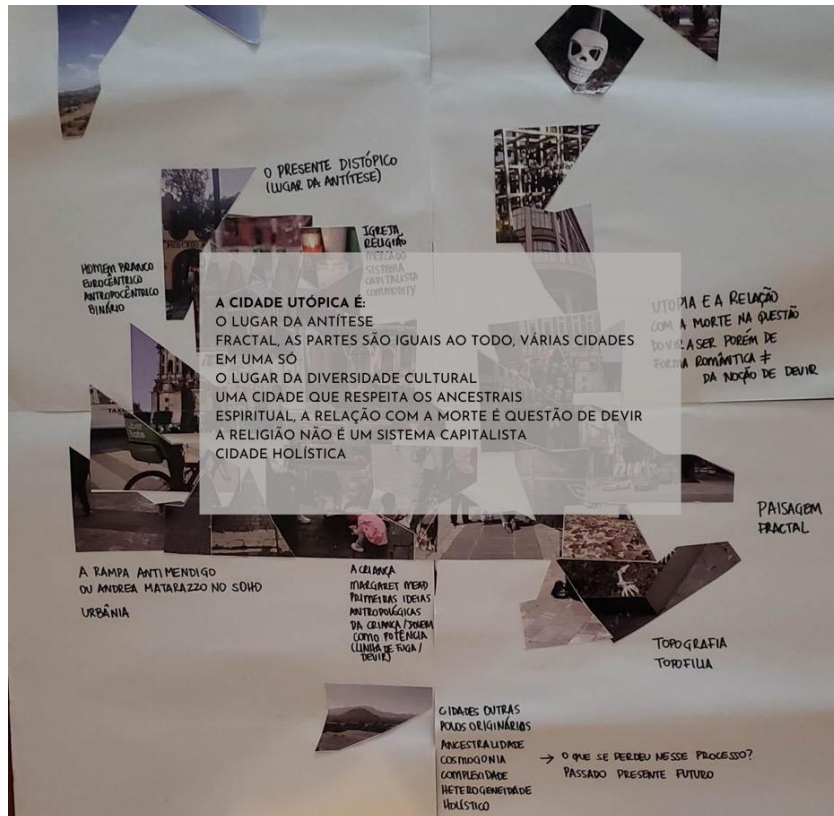 O PRESENTE DISTÓPICO
(LUGAR DA ANTÍTESE)
IGREJA,
RELIGIÃO
MERCADO
SISTEMA
CAPITALISTA
COMMODITY
HOMEM BRANCO
EUROCÊNTRICO
ANTROPOCÊNTRICO
BINÁRIO
A CIDADE UTÓPICA É:
O LUGAR DA ANTÍTESE
FRACTAL, AS PARTES SÃO IGUAIS AO TODO, VÁRIAS CIDADES
EM UMA SÓ
O LUGAR DA DIVERSIDADE CULTURAL
UMA CIDADE QUE RESPEITA OS ANCESTRAIS
ESPIRITUAL, A RELAÇÃO COM A MORTE É QUESTÃO DE DEVIR
A RELIGIÃO NÃO É UM SISTEMA CAPITALISTA
CIDADE HOLÍSTICA
UTOPIA E A RELAÇÃO
COM A MORTE NA QUESTÃO
DO VIR A SER PORÉM DE
FORMA ROMÂNTICA ≠
DA NOÇÃO DE DEVIR
PAISAGEM
FRACTAL
A RAMPA ANTIMENDIGO
OU ANDREA MATARAZZO NO SOHO
URBÂNIA
A CRIANÇA
MARGARET MEAD
PRIMEIRAS IDEIAS
ANTROPOLÓGICAS
DA CRIANÇA/JOVEM
COMO POTÊNCIA
(LINHA DE FUGA/
DEVIR)
TOPOGRAFIA
TOPOFILIA
CIDADES OUTRAS
POLOS ORIGINÁRIOS
ANCESTRALIDADE
COSMOGONIA
COMPLEXIDADE
HETEROGENEIDADE
HOLÍSTICO
→ O QUE SE PERDEU NESSE PROCESSO?
PASSADO PRESENTE FUTURO